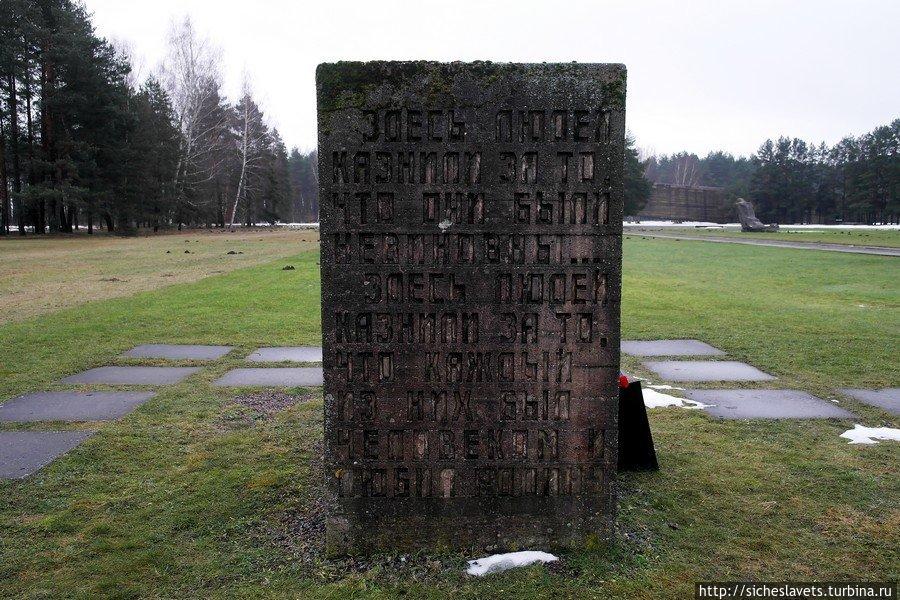 ЗДЕСЬ ЛЮДЕЙ
КАЗНИЛИ ЗА ТО,
ЧТО ОНИ БЫЛИ
НЕВИНОВНЫ...
ЗДЕСЬ ЛЮДЕЙ
КАЗНИЛИ ЗА ТО,
ЧТО КАЖДЫЙ
ИЗ НИХ БЫЛ
ЧЕЛОВЕКОМ И
ЛЮБИЛ РОДИНУ
http://sicheslavets.turbina.ru